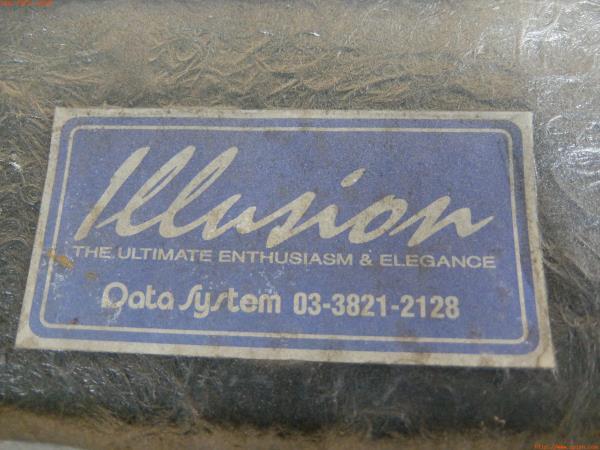 Illusion
THE ULTIMATE ENTHUSIASM & ELEGANCE
Data System 03-3821-2128